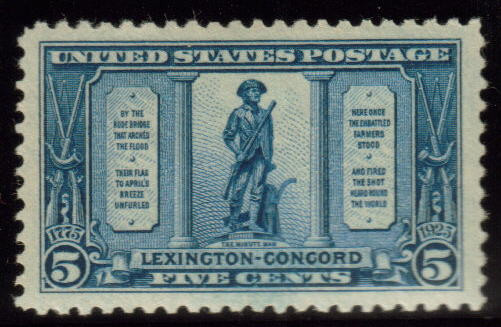 UNITED STATES POSTAGE
BY THE
RUDE BRIDGE
THAT ARCHED
THE FLOOD
THEIR FLAG
TO APRIL'S
BREEZE
UNFURLED
HERE ONCE
THE EMBATTLED
FARMERS
STOOD
AND FIRED
THE SHOT
HEARD ROUND
THE WORLD
1775
1925
THE MINUTE MAN
LEXINGTON-CONCORD
5 FIVE CENTS 5